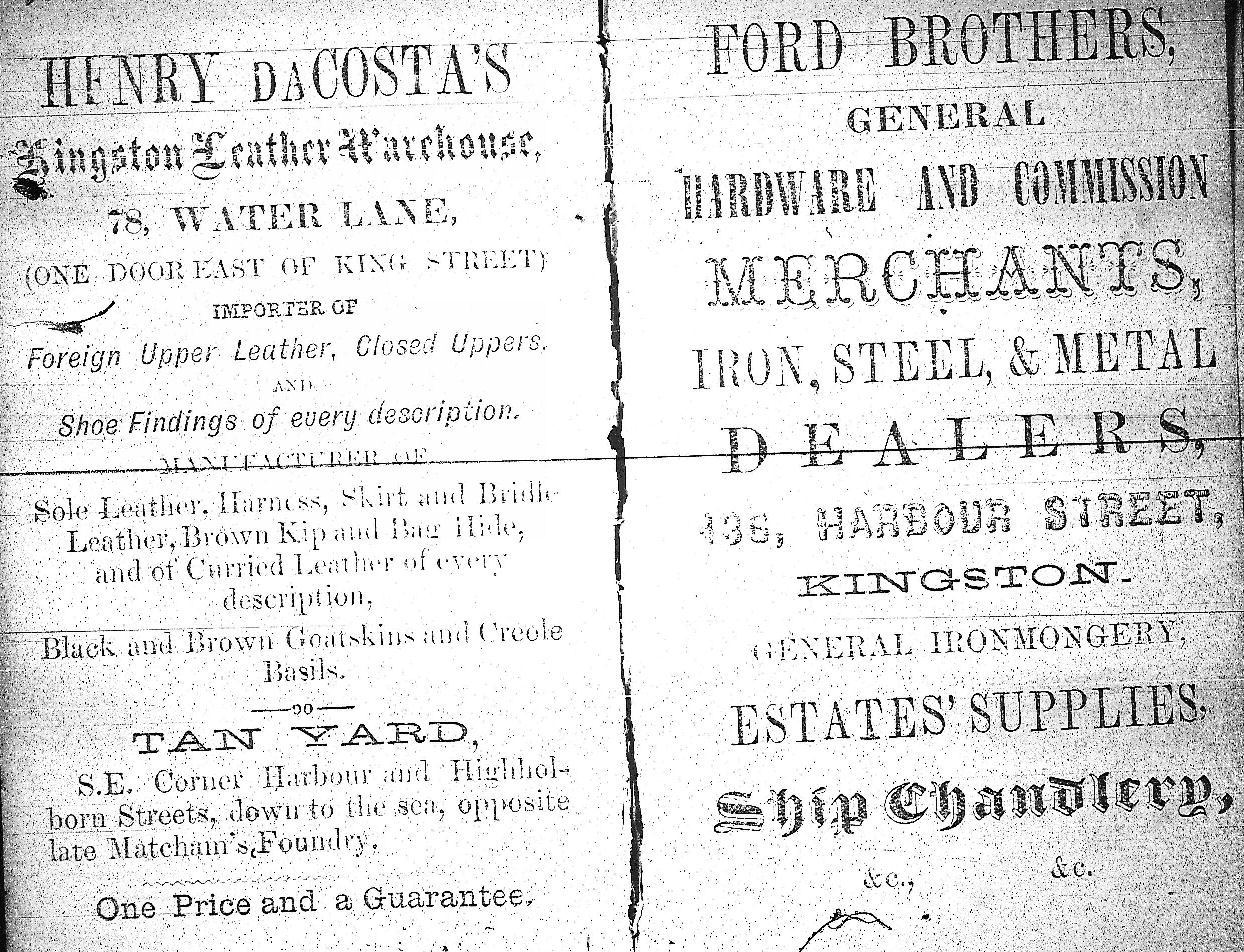 HENRY DACOSTA'S
Kingston Leather Warehouse,
78, WATER LANE,
(ONE DOOR EAST OF KING STREET)
IMPORTER OF
Foreign Upper Leather, Closed Uppers,
AND
Shoe Findings of every description.
MANUFACTURER OF
Sole Leather, Harness, Skirt and Bridle
Leather, Brown Kip and Bag Hide,
and of Curried Leather of every
description,
Black and Brown Goatskins and Creole
Basils.
TAN YARD,
S.E. Corner Harbour and Highhol-
born Streets, down to the sea, opposite
late Matcham's Foundry.
One Price and a Guarantee.
FORD BROTHERS,
GENERAL
HARDWARE AND COMMISSION
MERCHANTS,
IRON, STEEL, & METAL
DEALERS,
136, HARBOUR STREET,
KINGSTON.
GENERAL IRONMONGERY,
ESTATES' SUPPLIES,
Ship Chandlery,
&c., &c.